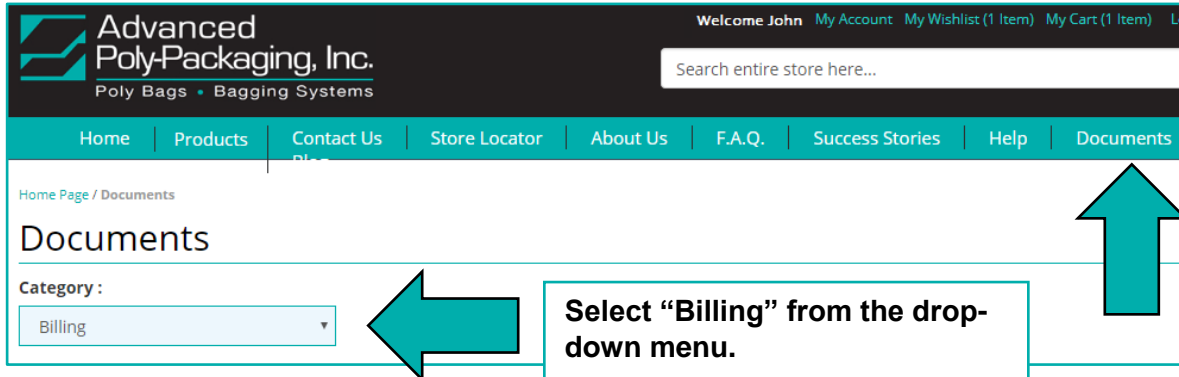 Advanced
Poly-Packaging, Inc.
Poly Bags • Bagging Systems
Welcome John My Account My Wishlist (1 Item) My Cart (1 Item)
Search entire store here...
Home Products Contact Us Store Locator About Us F.A.Q. Success Stories Help Documents
Home Page / Documents
Documents
Category :
Billing
Select “Billing” from the drop-
down menu.